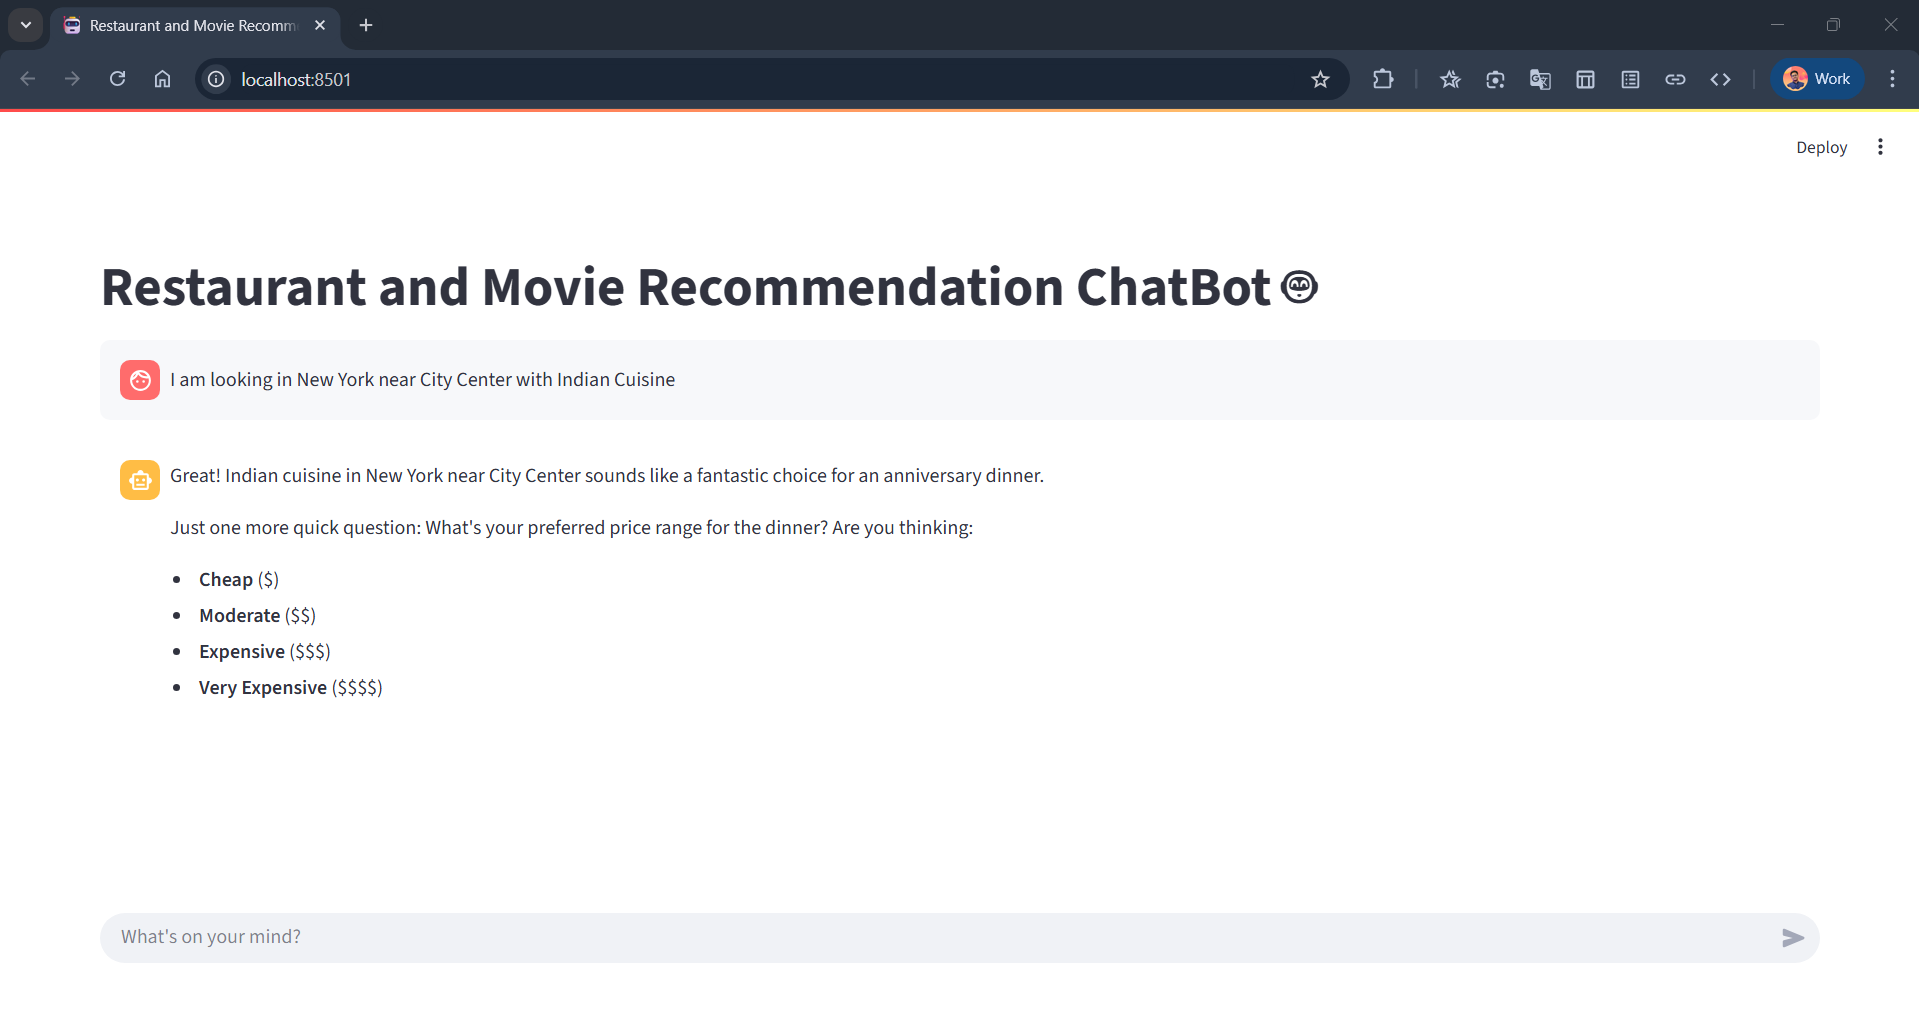 Restaurant and Movie Recomm
localhost:8501
Work
Deploy
Restaurant and Movie Recommendation ChatBot
I am looking in New York near City Center with Indian Cuisine
Great! Indian cuisine in New York near City Center sounds like a fantastic choice for an anniversary dinner.
Just one more quick question: What's your preferred price range for the dinner? Are you thinking:
• Cheap ($)
• Moderate ($$)
• Expensive ($$$)
• Very Expensive ($$$$)
What's on your mind?